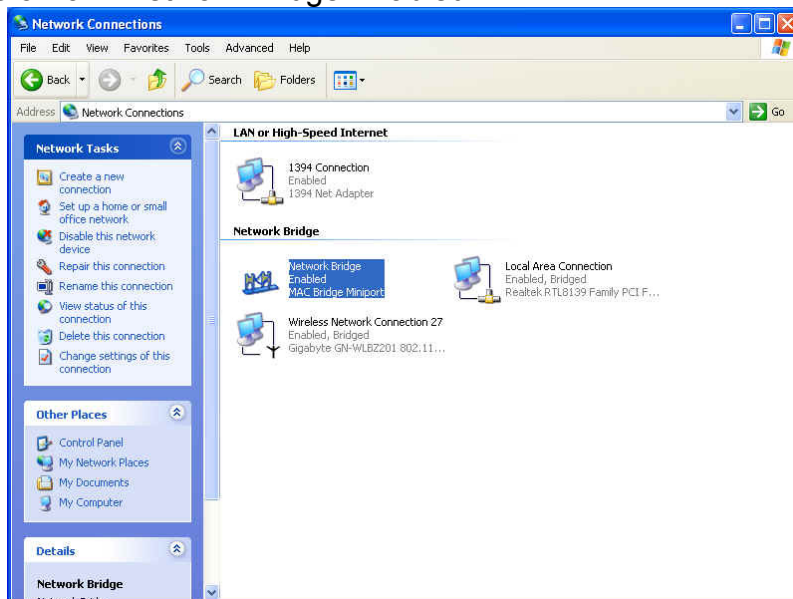 Network Connections
File Edit View Favorites Tools Advanced Help
Back Search Folders
Address Network Connections Go
Network Tasks
Create a new
connection
Set up a home or small
office network
Disable this network
device
Repair this connection
Rename this connection
View status of this
connection
Delete this connection
Change settings of this
connection
Other Places
Control Panel
My Network Places
My Documents
My Computer
Details
Network Bridge
LAN or High-Speed Internet
1394 Connection
Enabled
1394 Net Adapter
Network Bridge
Network Bridge
Enabled
MAC Bridge Miniport
Local Area Connection
Enabled, Bridged
Realtek RTL8139 Family PCI F...
Wireless Network Connection 27
Enabled, Bridged
Gigabyte GN-WLBZ201 802.11...